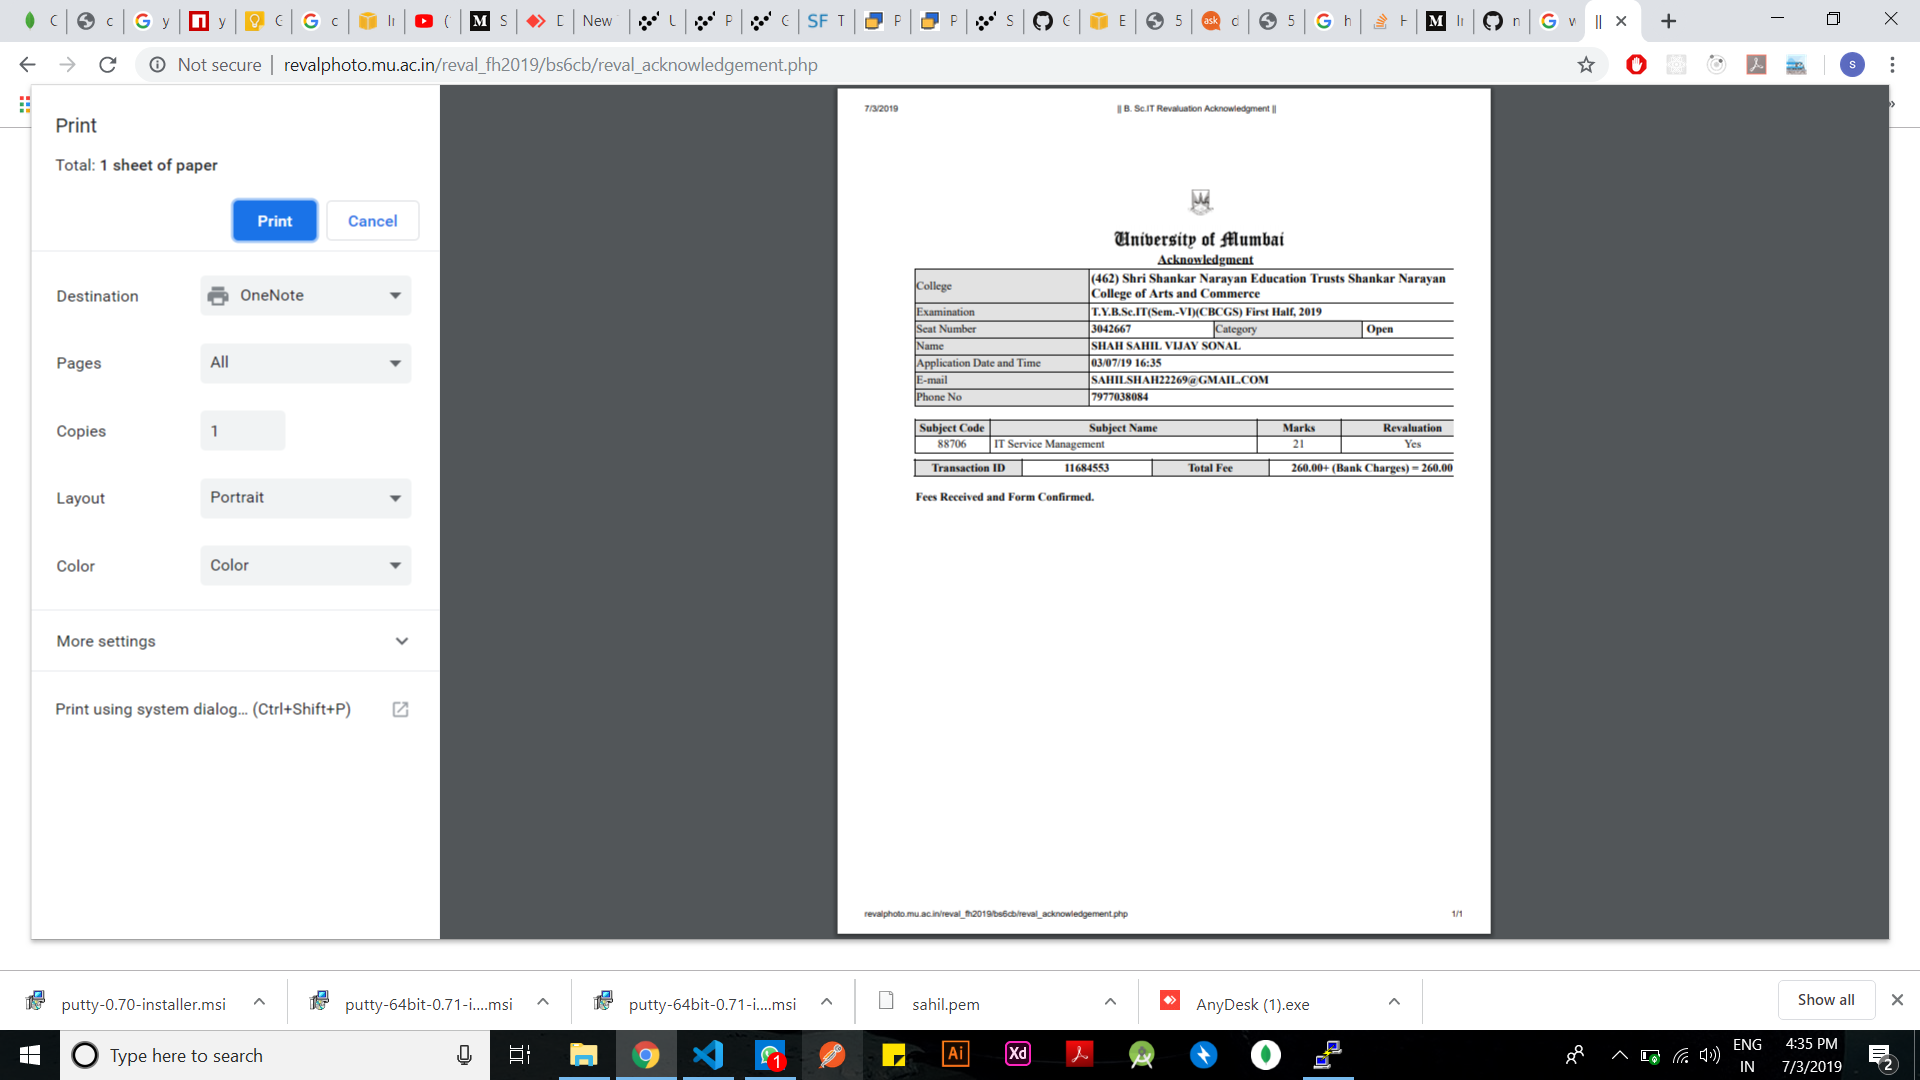 C c y y G c Ir ( S D New U P G T P P S C E 5 d 5 h H Ir n w ||
Not secure | revalphoto.mu.ac.in/reval_fh2019/bs6cb/reval_acknowledgement.php S
»
Print
Total: 1 sheet of paper
Print Cancel
Destination OneNote
Pages All
Copies 1
Layout Portrait
Color Color
More settings
Print using system dialog... (Ctrl+Shift+P)
7/3/2019 || B. Sc.IT Revaluation Acknowledgment ||
University of Mumbai
Acknowledgment
College (462) Shri Shankar Narayan Education Trusts Shankar Narayan
College of Arts and Commerce
Examination T.Y.B.Sc.IT(Sem.-VI)(CBCGS) First Half, 2019
Seat Number 3042667 Category Open
Name SHAH SAHIL VIJAY SONAL
Application Date and Time 03/07/19 16:35
E-mail SAHILSHAH22269@GMAIL.COM
Phone No 7977038084
Subject Code Subject Name Marks Revaluation
88706 IT Service Management 21 Yes
Transaction ID 11684553 Total Fee 260.00+ (Bank Charges) = 260.00
Fees Received and Form Confirmed.
revalphoto.mu.ac.in/reval_fh2019/bs6cb/reval_acknowledgement.php 1/1
putty-0.70-installer.msi putty-64bit-0.71-i....msi putty-64bit-0.71-i....msi sahil.pem AnyDesk (1).exe Show all
Type here to search 1 Ai Xd ENG 4:35 PM
IN 7/3/2019 2